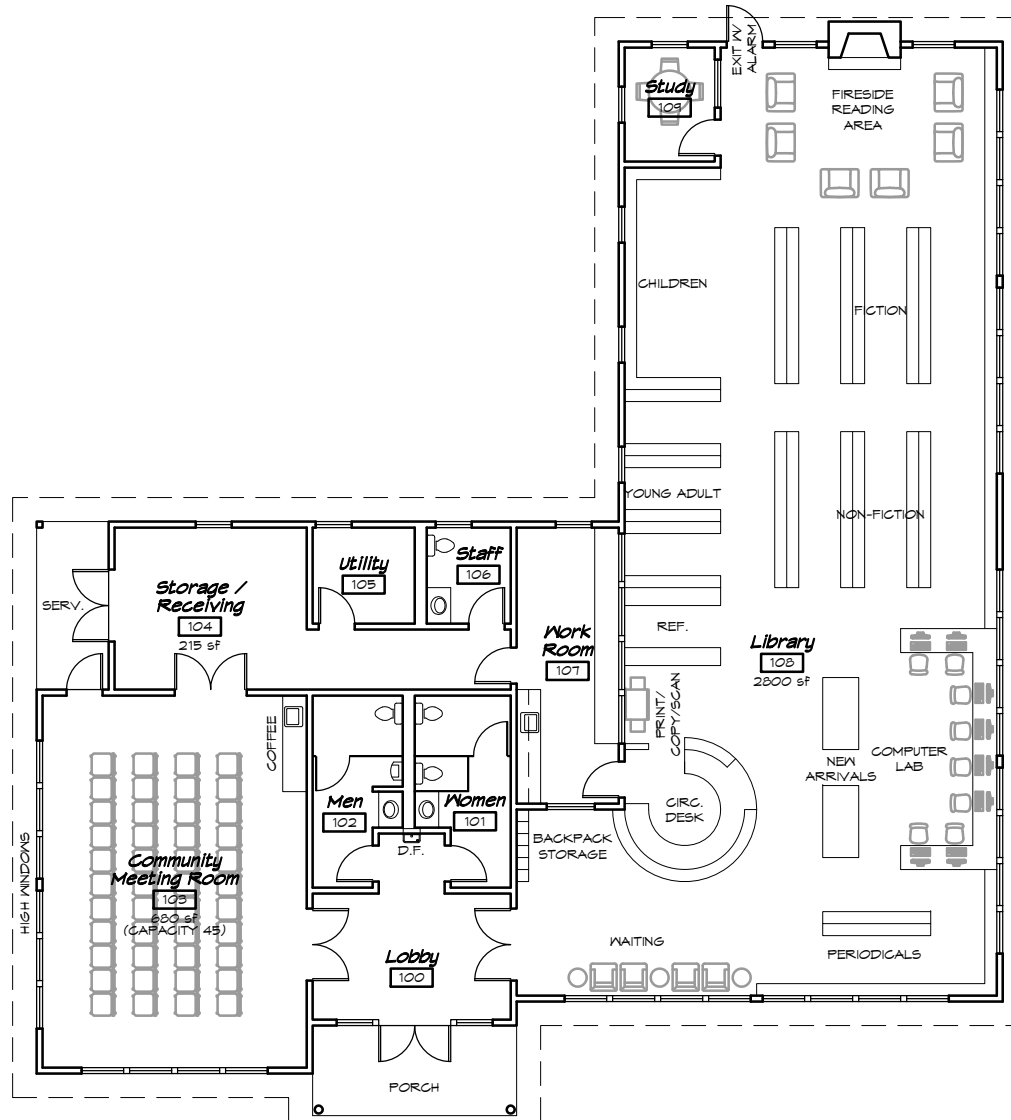 EXIT W/
ALARM
Study
109
FIRESIDE
READING
AREA
CHILDREN
FICTION
YOUNG ADULT
NON-FICTION
Storage /
Receiving
104
215 sf
SERV.
Utility
105
Staff
106
Work
Room
107
REF.
Library
108
2800 sf
PRINT/
COPY/SCAN
COFFEE
NEW
ARRIVALS
COMPUTER
LAB
Men
102
Women
101
D.F.
CIRC.
DESK
BACKPACK
STORAGE
HIGH WINDOWS
Community
Meeting Room
103
680 sf
(CAPACITY 45)
Lobby
100
WAITING
PERIODICALS
PORCH